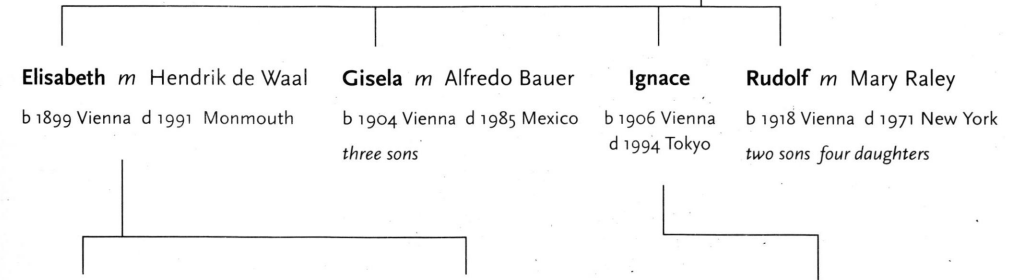 Elisabeth m Hendrik de Waal
b 1899 Vienna d 1991 Monmouth
Gisela m Alfredo Bauer
b 1904 Vienna d 1985 Mexico
three sons
Ignace
b 1906 Vienna
d 1994 Tokyo
Rudolf m Mary Raley
b 1918 Vienna d 1971 New York
two sons four daughters